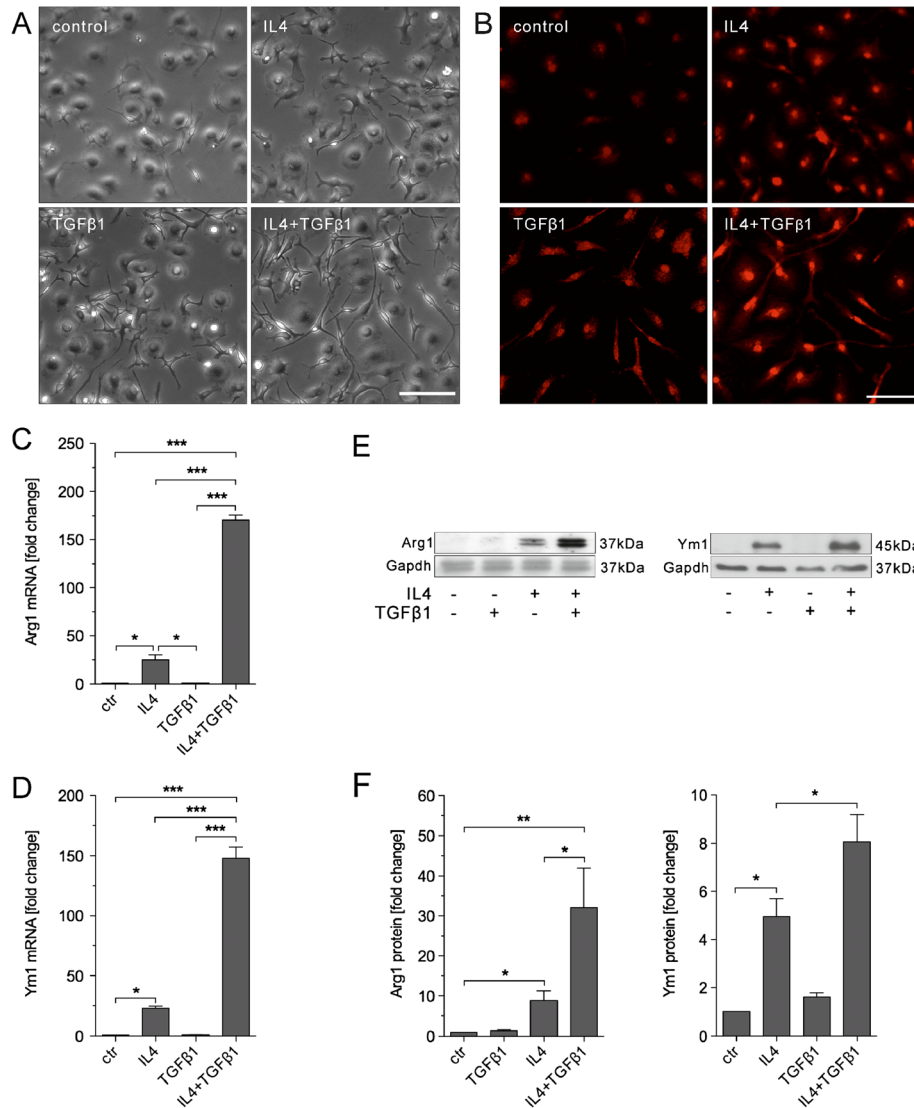 A
control
IL4
TGFβ1
IL4+TGFβ1
B
control
IL4
TGFβ1
IL4+TGFβ1
C
Arg1 mRNA [fold change]
250
200
150
100
50
0
***
***
***
*
*
ctr
IL4
TGFβ1
IL4+TGFβ1
D
Ym1 mRNA [fold change]
200
150
100
50
0
***
***
***
*
ctr
IL4
TGFβ1
IL4+TGFβ1
E
Arg1 37kDa
Gapdh 37kDa
IL4 - - + +
TGFβ1 - + - +
Ym1 45kDa
Gapdh 37kDa
- + - +
- - + +
F
Arg1 protein [fold change]
60
50
40
30
20
10
0
**
*
*
ctr
TGFβ1
IL4
IL4+TGFβ1
Ym1 protein [fold change]
10
8
6
4
2
0
*
*
ctr
IL4
TGFβ1
IL4+TGFβ1